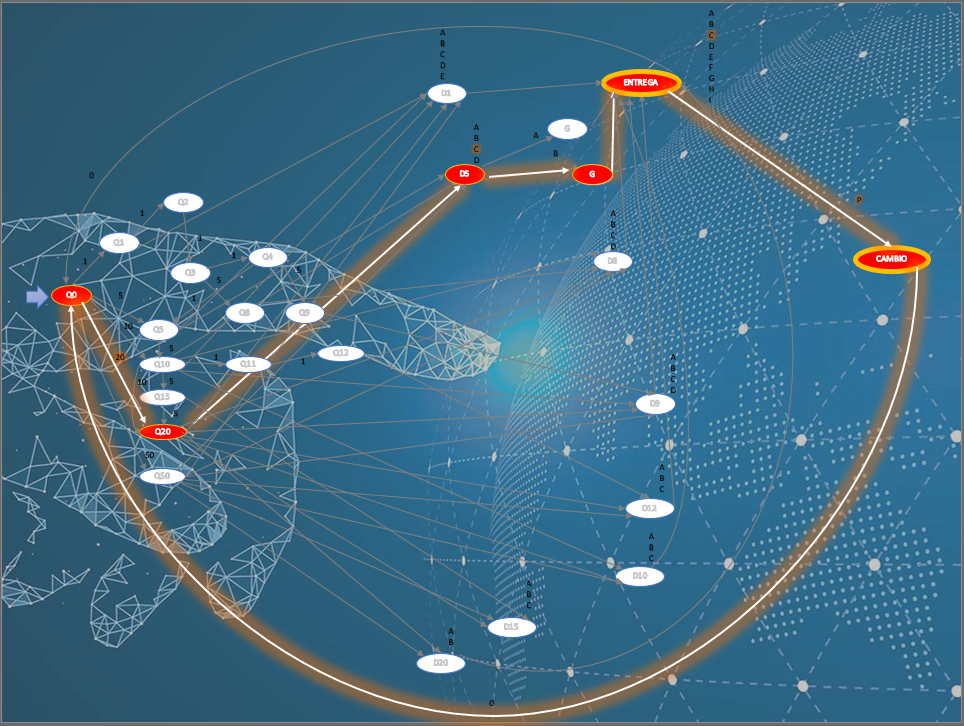 A
B
C
D
E
A
B
C
D
E
F
G
H
I
ENTREGA
D1
A
B
C
D
A
G
B
0
D5
G
P
Q2
1
A
B
C
D
Q1
1
1
Q4
5
CAMBIO
D8
1
Q3
5
Q0
5
1
Q8
Q9
10
Q5
5
Q12
20
Q10
1
Q11
1
A
B
C
D
10
5
Q15
5
D9
Q20
50
Q50
A
B
C
D12
A
B
C
D10
A
B
C
D15
A
B
D20
0